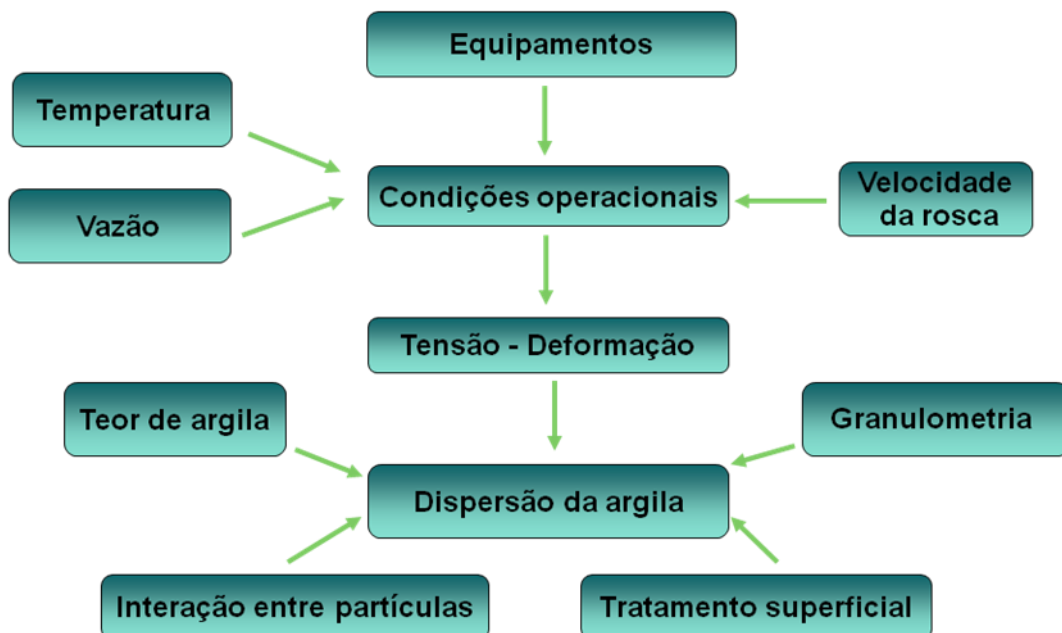 Equipamentos
Temperatura
Condições operacionais
Velocidade
da rosca
Vazão
Tensão - Deformação
Teor de argila
Granulometria
Dispersão da argila
Interação entre partículas
Tratamento superficial